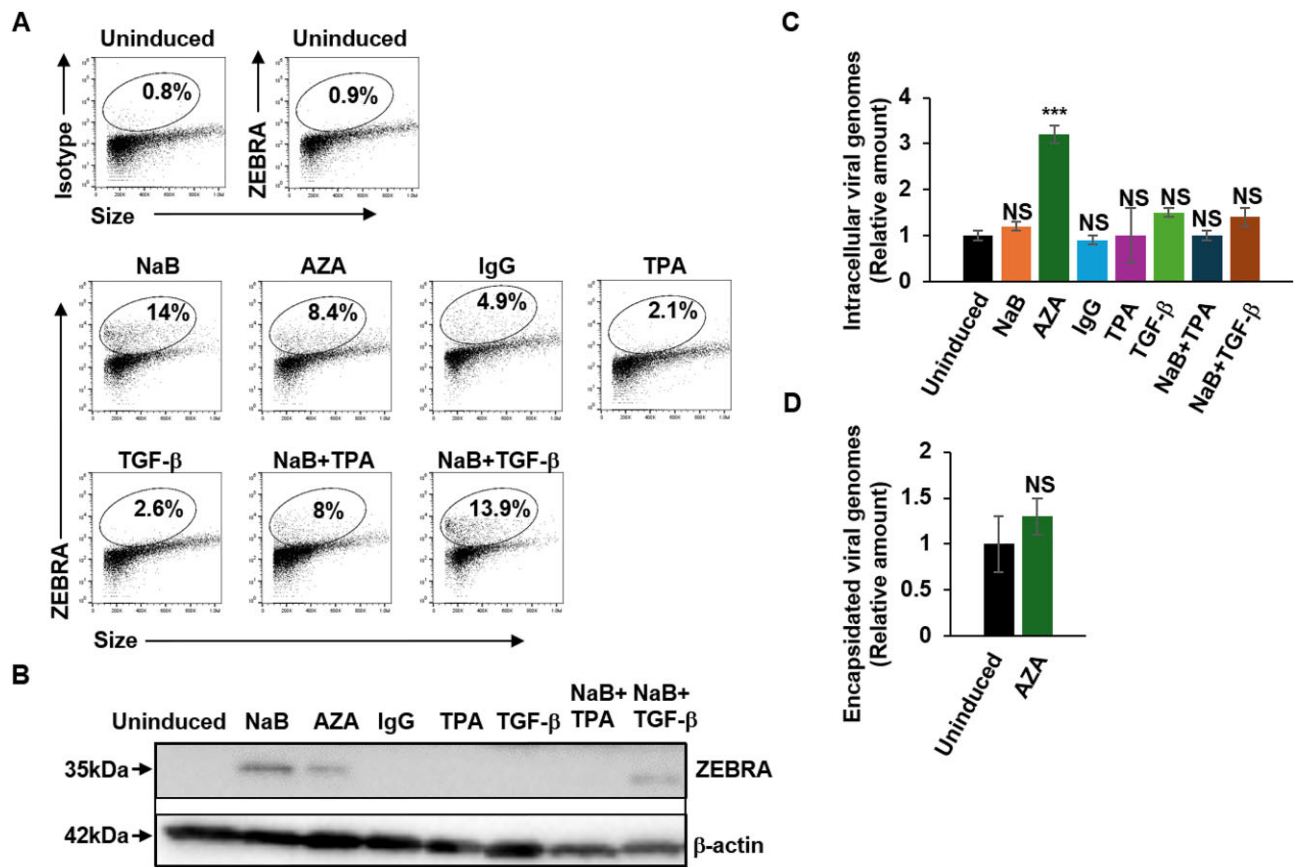 A
Uninduced
Uninduced
Isotype
0.8%
ZEBRA
0.9%
Size
NaB
AZA
IgG
TPA
14%
8.4%
4.9%
2.1%
TGF-β
NaB+TPA
NaB+TGF-β
2.6%
8%
13.9%
ZEBRA
Size
B
Uninduced NaB AZA IgG TPA TGF-β NaB+ TPA NaB+ TGF-β
35kDa
ZEBRA
42kDa
β-actin
C
Intracellular viral genomes
(Relative amount)
4
3
2
1
0
***
NS
NS
NS
NS
NS
NS
Uninduced
NaB
AZA
IgG
TPA
TGF-β
NaB+TPA
NaB+TGF-β
D
Encapsidated viral genomes
(Relative amount)
2
1.5
1
0.5
0
NS
Uninduced
AZA